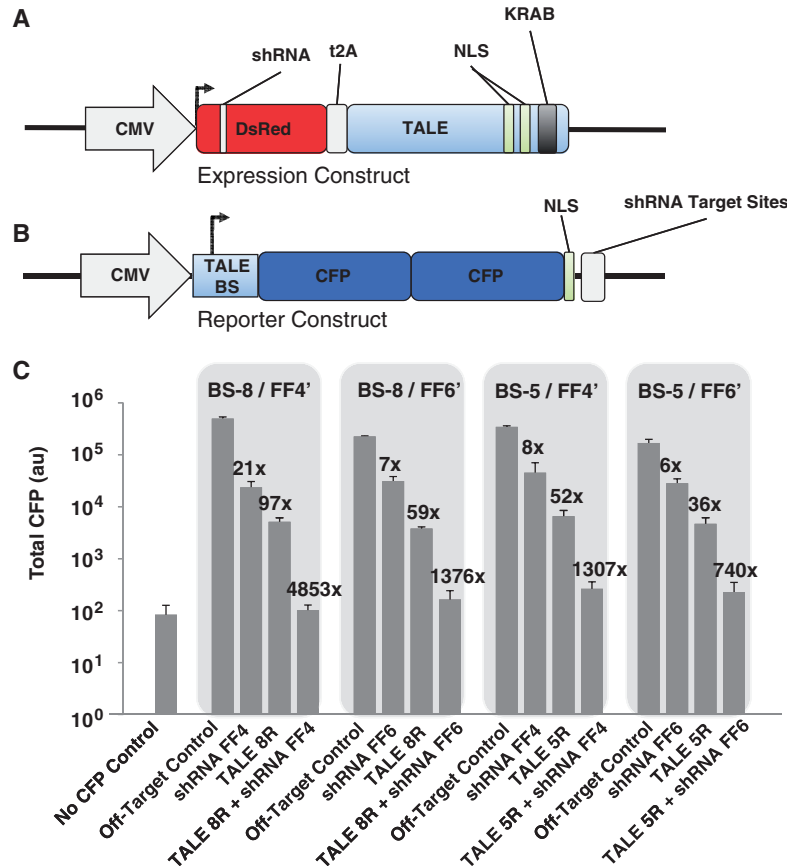 A
KRAB
shRNA
t2A
NLS
CMV
DsRed
TALE
Expression Construct
B
NLS
shRNA Target Sites
CMV
TALE
BS
CFP
CFP
Reporter Construct
C
BS-8 / FF4'
BS-8 / FF6'
BS-5 / FF4'
BS-5 / FF6'
Total CFP (au)
10⁶
10⁵
10⁴
10³
10²
10¹
10⁰
21x
97x
4853x
7x
59x
1376x
8x
52x
1307x
6x
36x
740x
No CFP Control
Off-Target Control
shRNA FF4
TALE 8R
TALE 8R + shRNA FF4
Off-Target Control
shRNA FF6
TALE 8R
TALE 8R + shRNA FF6
Off-Target Control
shRNA FF4
TALE 5R
TALE 5R + shRNA FF4
Off-Target Control
shRNA FF6
TALE 5R
TALE 5R + shRNA FF6